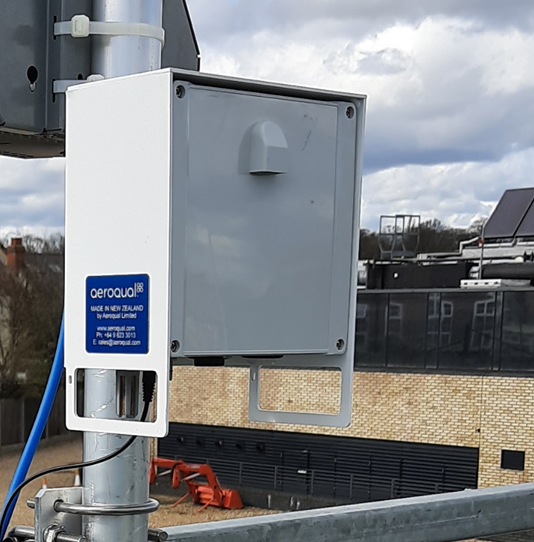 aeroqual
MADE IN NEW ZEALAND
by Aeroqual Limited
www.aeroqual.com
Ph: +64 9 623 3013
E: sales@aeroqual.com